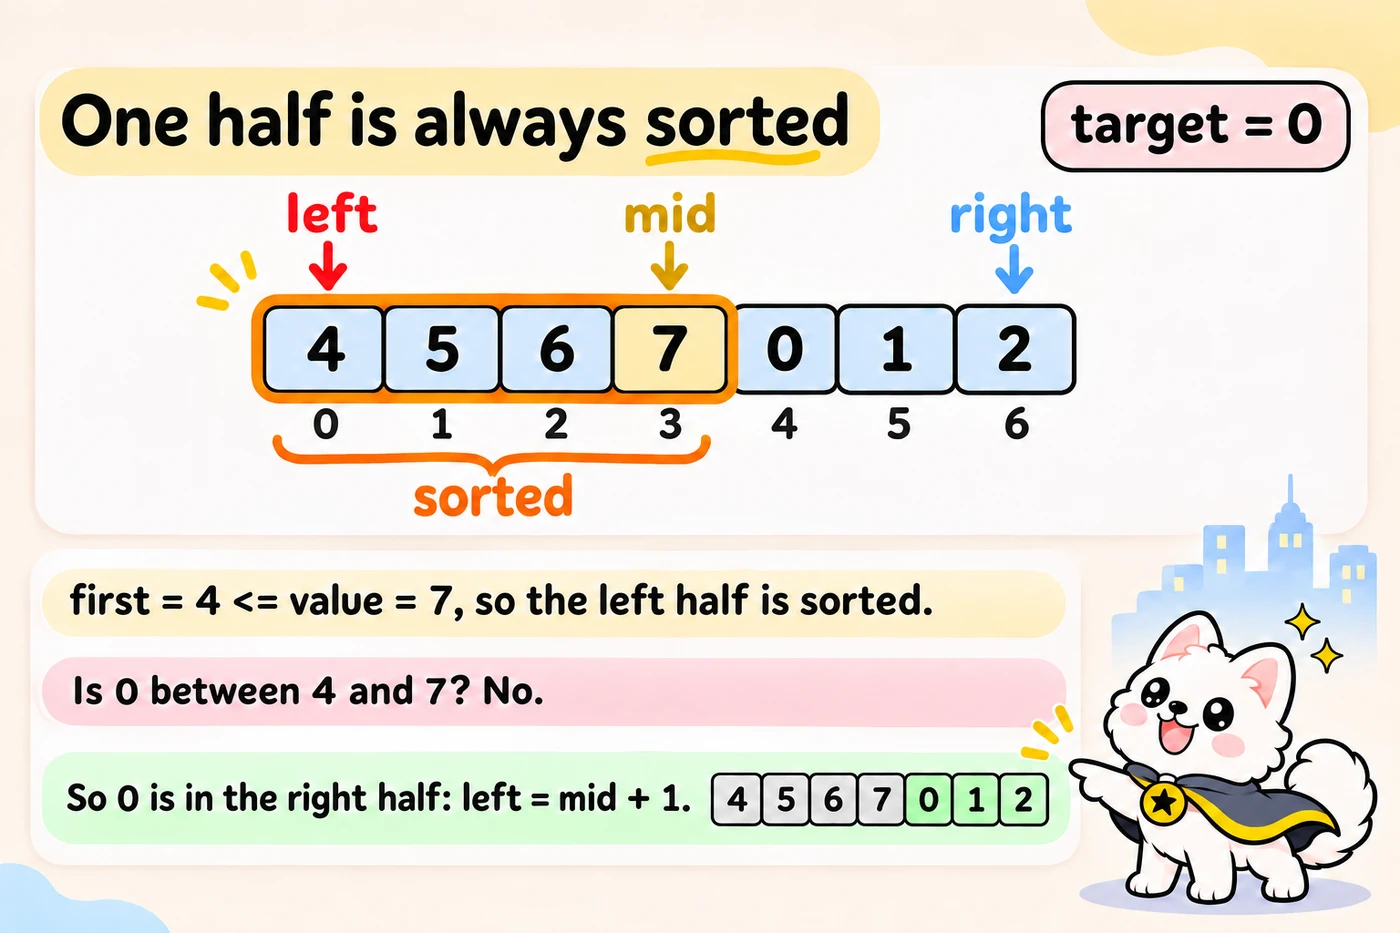 One half is always sorted
target = 0
left mid right
4 5 6 7 0 1 2
0 1 2 3 4 5 6
sorted
first = 4 <= value = 7, so the left half is sorted.
Is 0 between 4 and 7? No.
So 0 is in the right half: left = mid + 1. 4 5 6 7 0 1 2